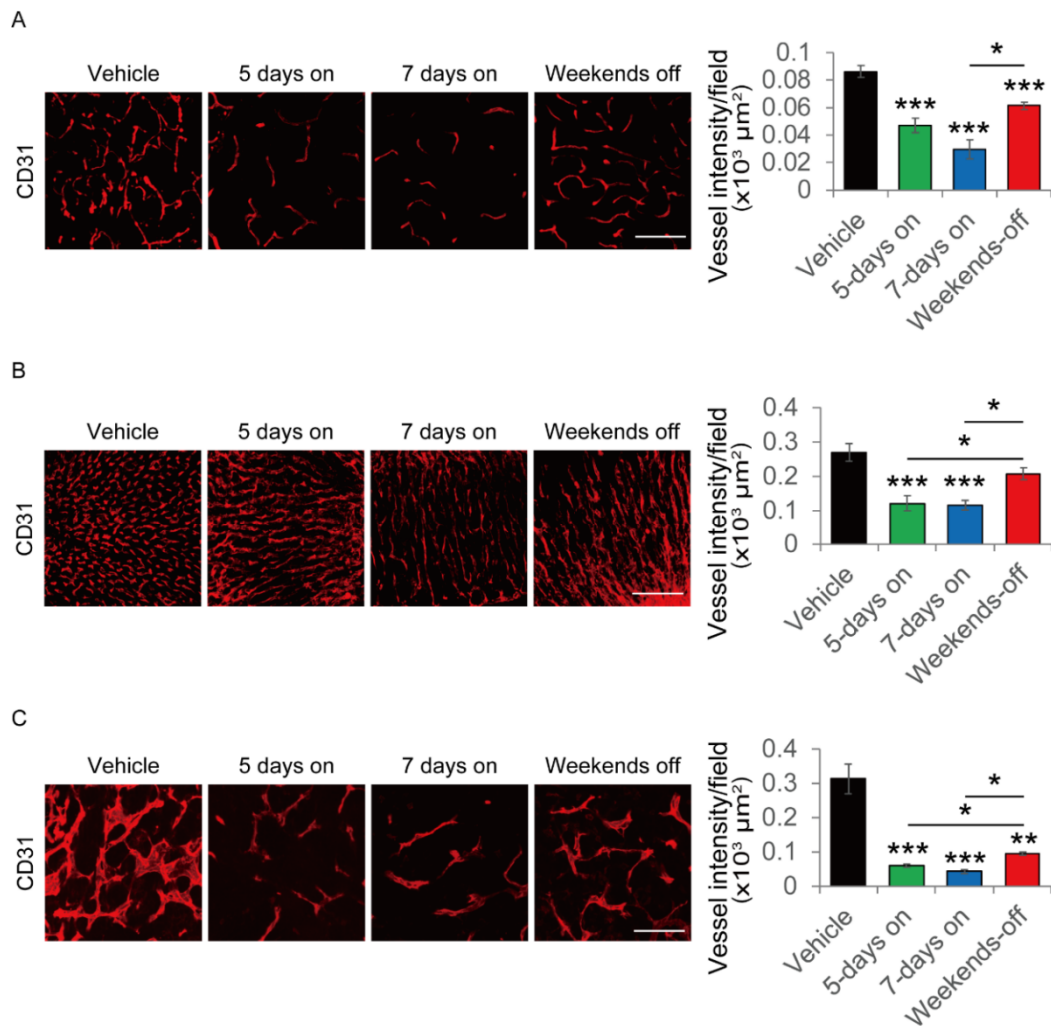 A
Vehicle
5 days on
7 days on
Weekends off
CD31
Vessel intensity/field
(x10³ µm²)
0.1
0.08
0.06
0.04
0.02
0
***
***
*
***
Vehicle
5-days on
7-days on
Weekends-off
B
Vehicle
5 days on
7 days on
Weekends off
CD31
Vessel intensity/field
(x10³ µm²)
0.4
0.3
0.2
0.1
0
***
***
*
*
Vehicle
5-days on
7-days on
Weekends-off
C
Vehicle
5 days on
7 days on
Weekends off
CD31
Vessel intensity/field
(x10³ µm²)
0.4
0.3
0.2
0.1
0
***
***
*
*
**
Vehicle
5-days on
7-days on
Weekends-off